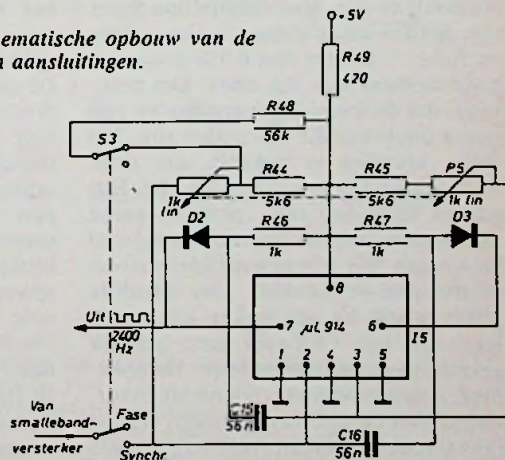 ematische opbouw van de
n aansluitingen.
+5V
R49
420
R48
56k
S3
R44
R45
P5
1k
lin
5k6
5k6
1k lin
D2
R46
R47
D3
1k
1k
8
Uit
2400
Hz
7
µL 914
6
I5
1
2
4
3
5
C15
56n
C16
56n
Van
smalleband-
versterker
Fase
Synchr.